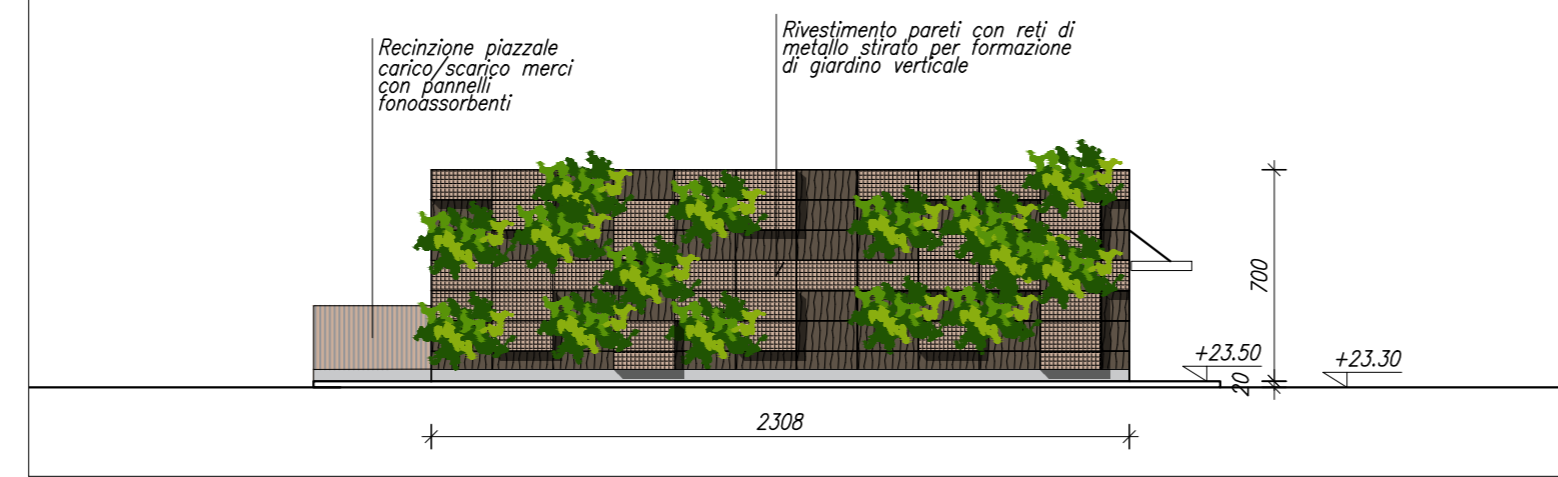 Recinzione piazzale
carico/scarico merci
con pannelli
fonoassorbenti
Rivestimento pareti con reti di
metallo stirato per formazione
di giardino verticale
700
+23.50
+23.30
20
2308